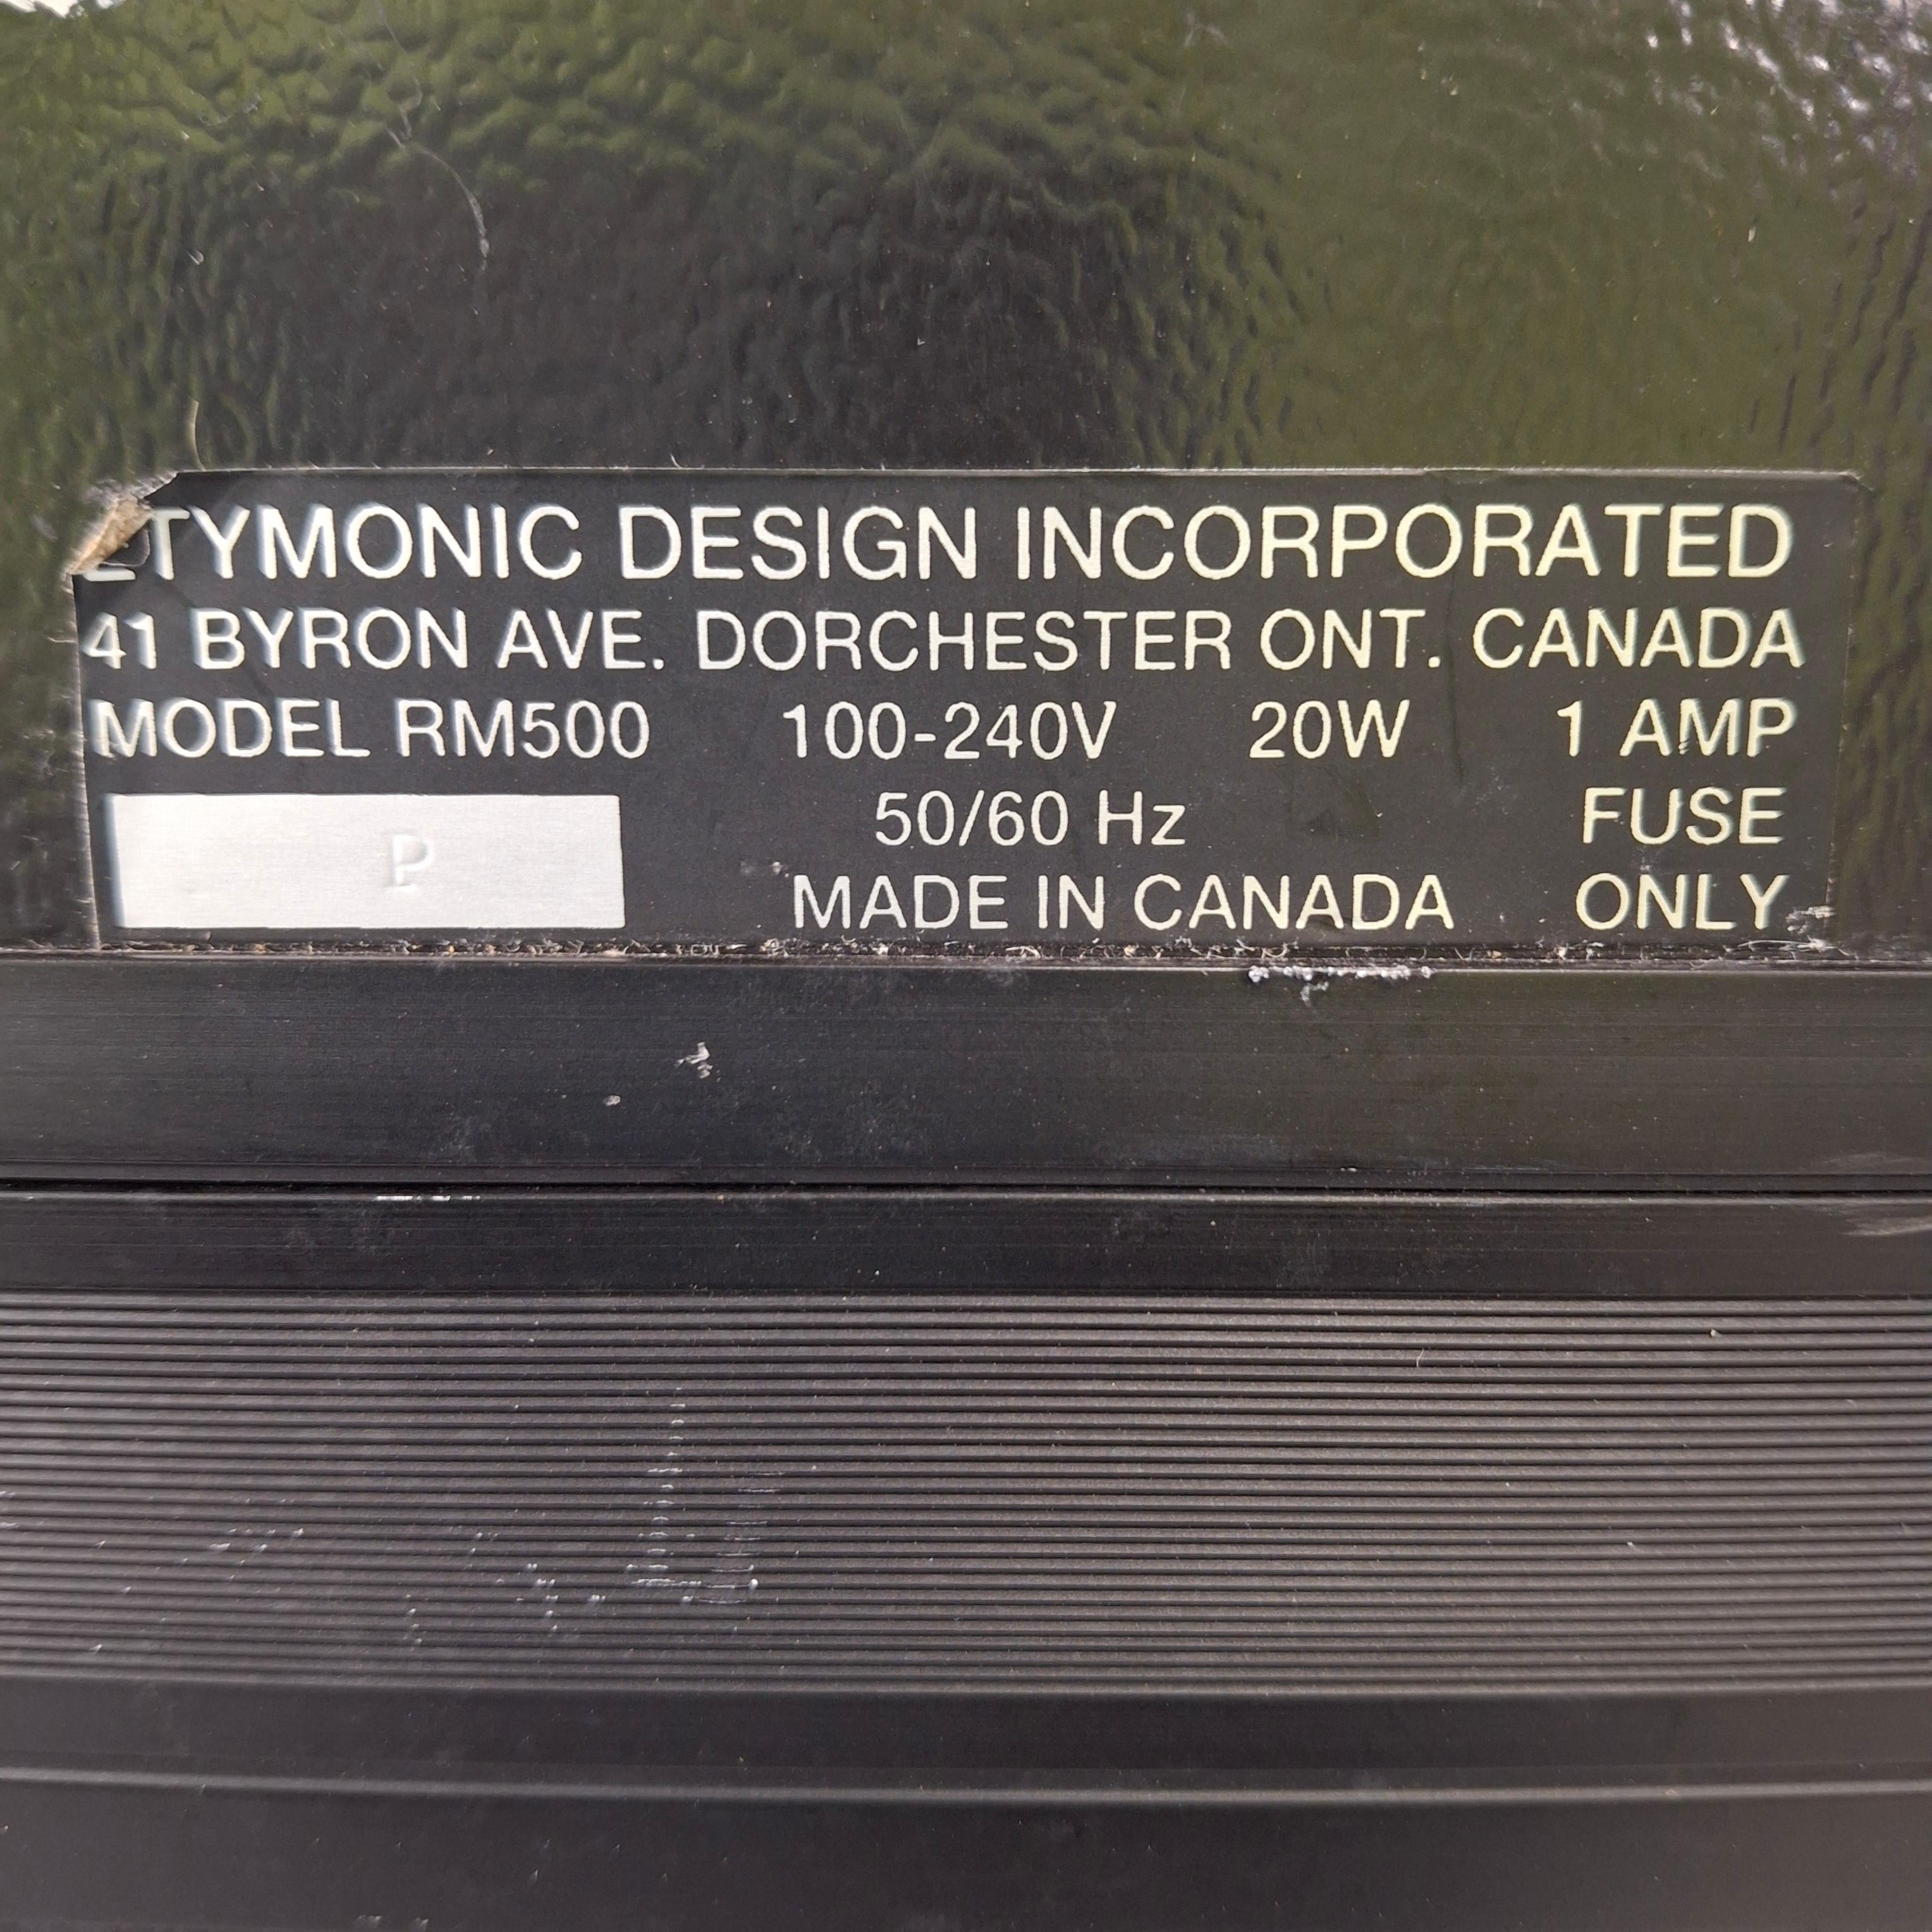 ETYMONIC DESIGN INCORPORATED
41 BYRON AVE. DORCHESTER ONT. CANADA
MODEL RM500 100-240V 20W 1 AMP
50/60 Hz FUSE
P
MADE IN CANADA ONLY